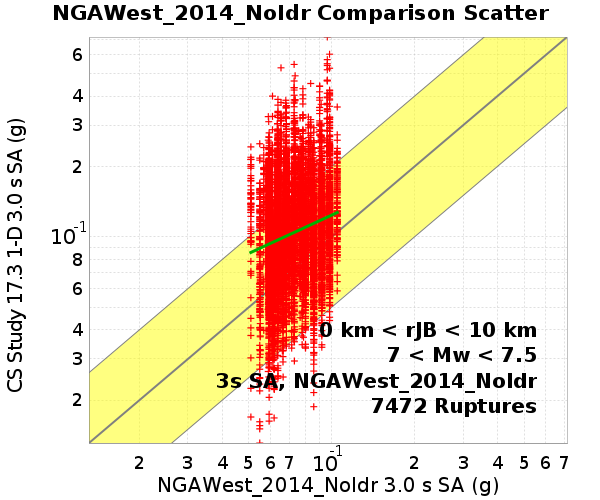 NGAWest_2014_NoIdr Comparison Scatter
CS Study 17.3 1-D 3.0 s SA (g)
6
4
3
2
10-1
8
6
4
3
2
0 km < rJB < 10 km
7 < Mw < 7.5
3s SA, NGAWest_2014_NoIdr
7472 Ruptures
2 3 4 5 6 7 10-1 2 3 4 5 6 7
NGAWest_2014_NoIdr 3.0 s SA (g)